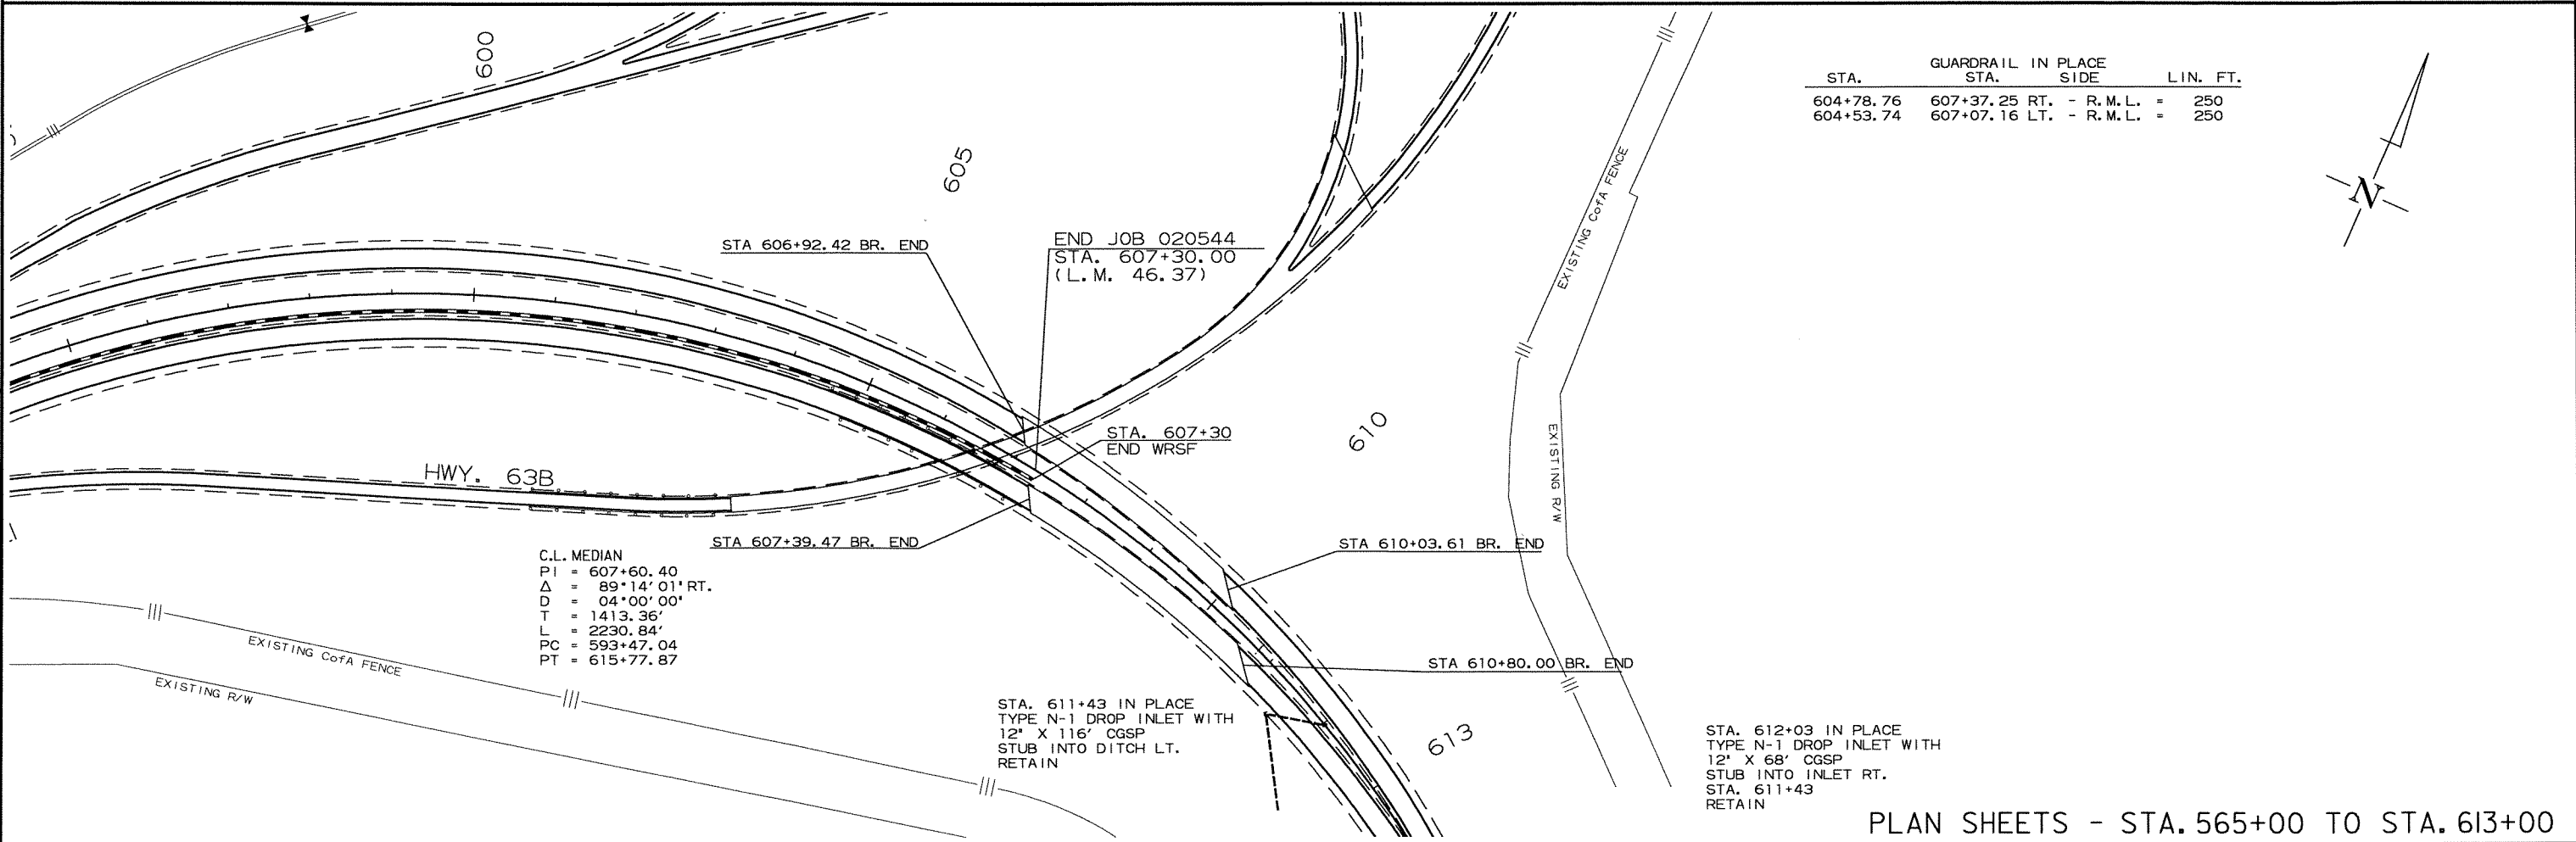 600
605
610
613
GUARDRAIL IN PLACE
STA. STA. SIDE LIN. FT.
604+78.76 607+37.25 RT. - R.M.L. = 250
604+53.74 607+07.16 LT. - R.M.L. = 250
N
EXISTING CofA FENCE
EXISTING R/W
STA 606+92.42 BR. END
END JOB 020544
STA. 607+30.00
(L.M. 46.37)
STA. 607+30
END WRSF
HWY. 63B
STA 607+39.47 BR. END
STA 610+03.61 BR. END
STA 610+80.00 BR. END
C.L. MEDIAN
PI = 607+60.40
Δ = 89°14'01" RT.
D = 04°00'00"
T = 1413.36'
L = 2230.84'
PC = 593+47.04
PT = 615+77.87
EXISTING CofA FENCE
EXISTING R/W
STA. 611+43 IN PLACE
TYPE N-1 DROP INLET WITH
12" X 116' CGSP
STUB INTO DITCH LT.
RETAIN
STA. 612+03 IN PLACE
TYPE N-1 DROP INLET WITH
12" X 68' CGSP
STUB INTO INLET RT.
STA. 611+43
RETAIN
PLAN SHEETS - STA. 565+00 TO STA. 613+00